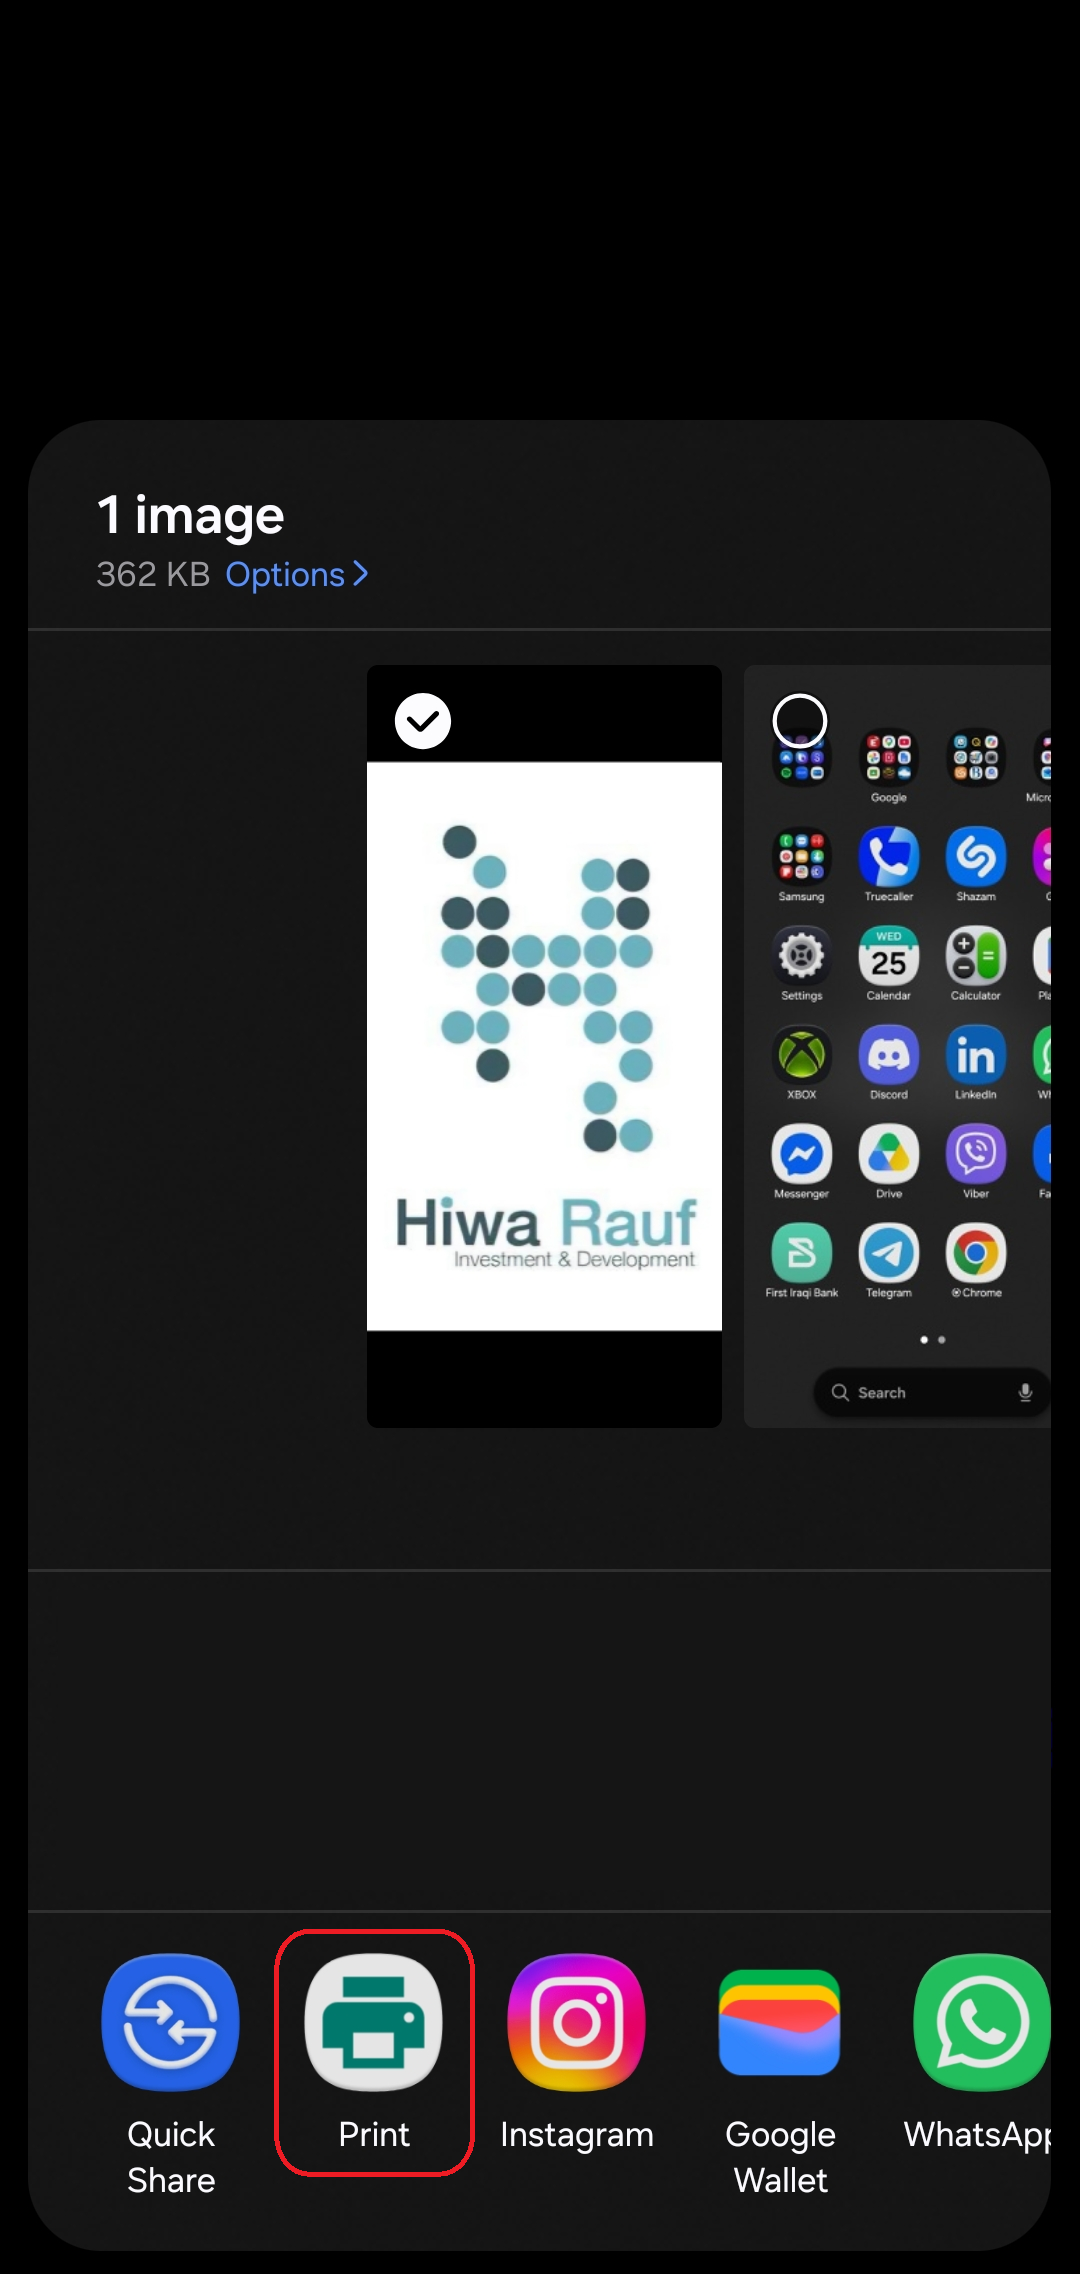 1 image
362 KB Options >
Hiwa Rauf
Investment & Development
Google
Samsung Truecaller Shazam
WED
25
Settings Calendar Calculator
XBOX Discord LinkedIn
Messenger Drive Viber
First Iraqi Bank Telegram Chrome
Search
Quick Share
Print
Instagram
Google Wallet
WhatsApp